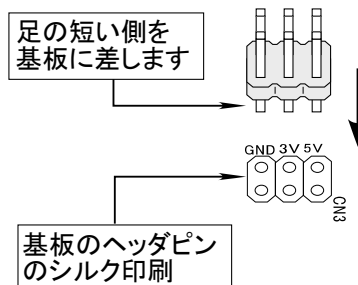 足の短い側を
基板に差します
GND 3V 5V
CN3
基板のヘッダピン
のシルク印刷